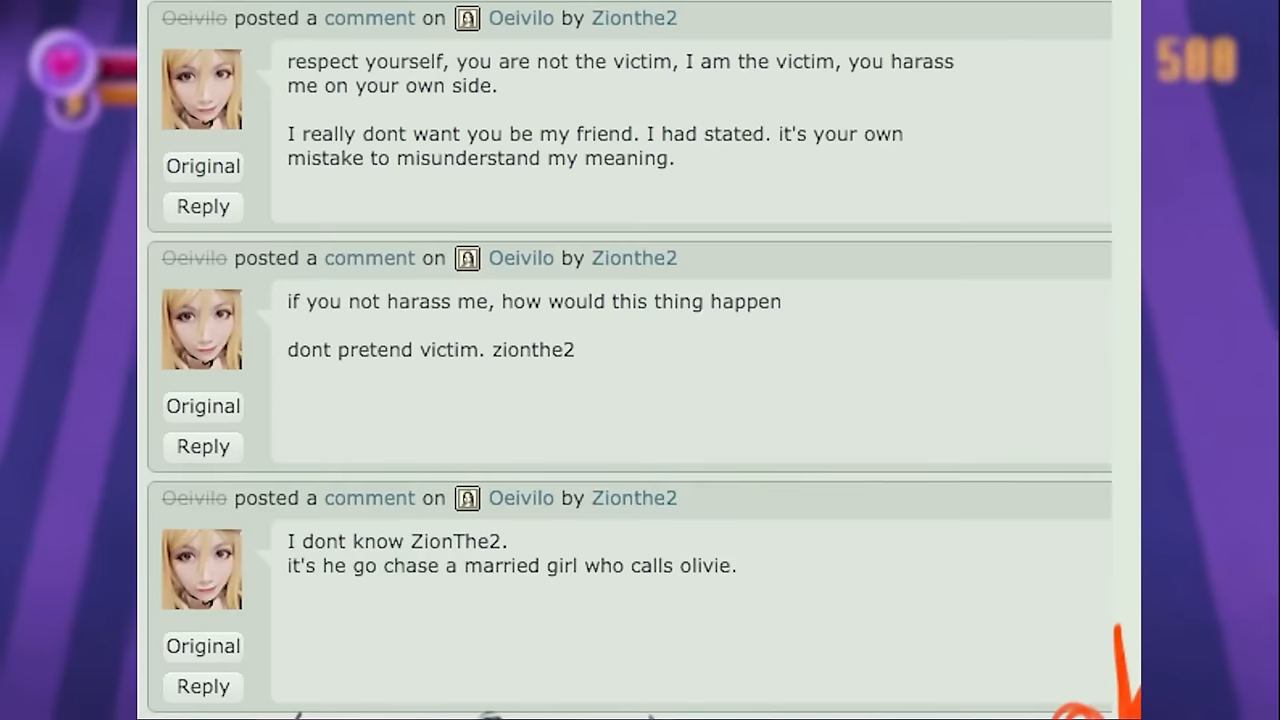 Oeivilo posted a comment on Oeivilo by Zionthe2
respect yourself, you are not the victim, I am the victim, you harass
me on your own side.
I really dont want you be my friend. I had stated. it's your own
mistake to misunderstand my meaning.
Original
Reply
Oeivilo posted a comment on Oeivilo by Zionthe2
if you not harass me, how would this thing happen
dont pretend victim. zionthe2
Original
Reply
Oeivilo posted a comment on Oeivilo by Zionthe2
I dont know ZionThe2.
it's he go chase a married girl who calls olivie.
Original
Reply
500